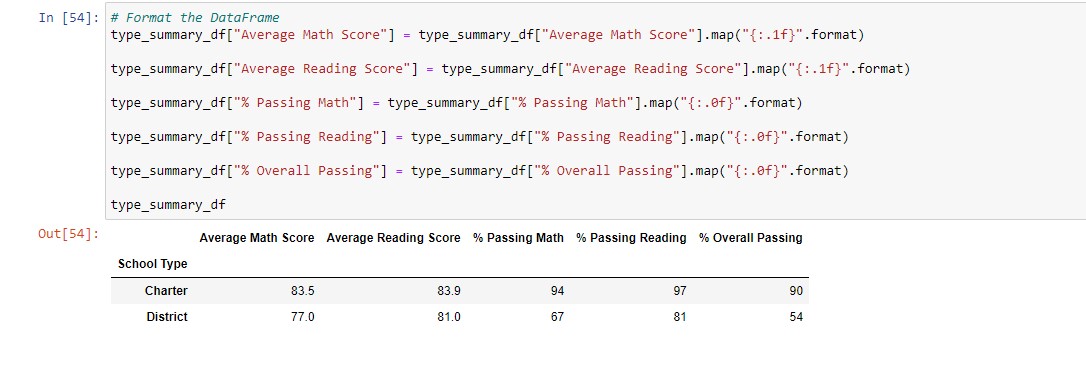 In [54]: # Format the DataFrame
type_summary_df["Average Math Score"] = type_summary_df["Average Math Score"].map("{:.1f}".format)
type_summary_df["Average Reading Score"] = type_summary_df["Average Reading Score"].map("{:.1f}".format)
type_summary_df["% Passing Math"] = type_summary_df["% Passing Math"].map("{:.0f}".format)
type_summary_df["% Passing Reading"] = type_summary_df["% Passing Reading"].map("{:.0f}".format)
type_summary_df["% Overall Passing"] = type_summary_df["% Overall Passing"].map("{:.0f}".format)
type_summary_df
Out[54]:
Average Math Score Average Reading Score % Passing Math % Passing Reading % Overall Passing
School Type
Charter 83.5 83.9 94 97 90
District 77.0 81.0 67 81 54